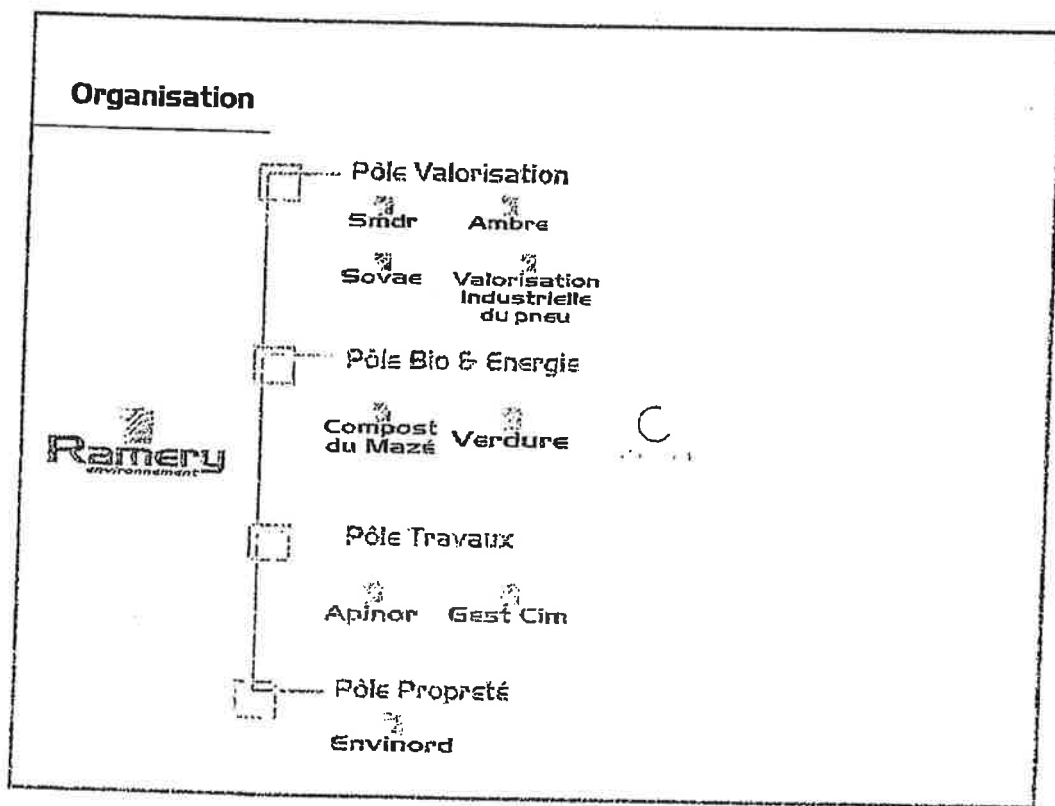 Organisation
Pôle Valorisation
Smdr Ambre
Sovae Valorisation
Industrielle
du pneu
Pôle Bio & Energie
Compost
du Mazé Verdure
Ramery
environnement
Pôle Travaux
Apinor Gest Cim
Pôle Propreté
Envinord